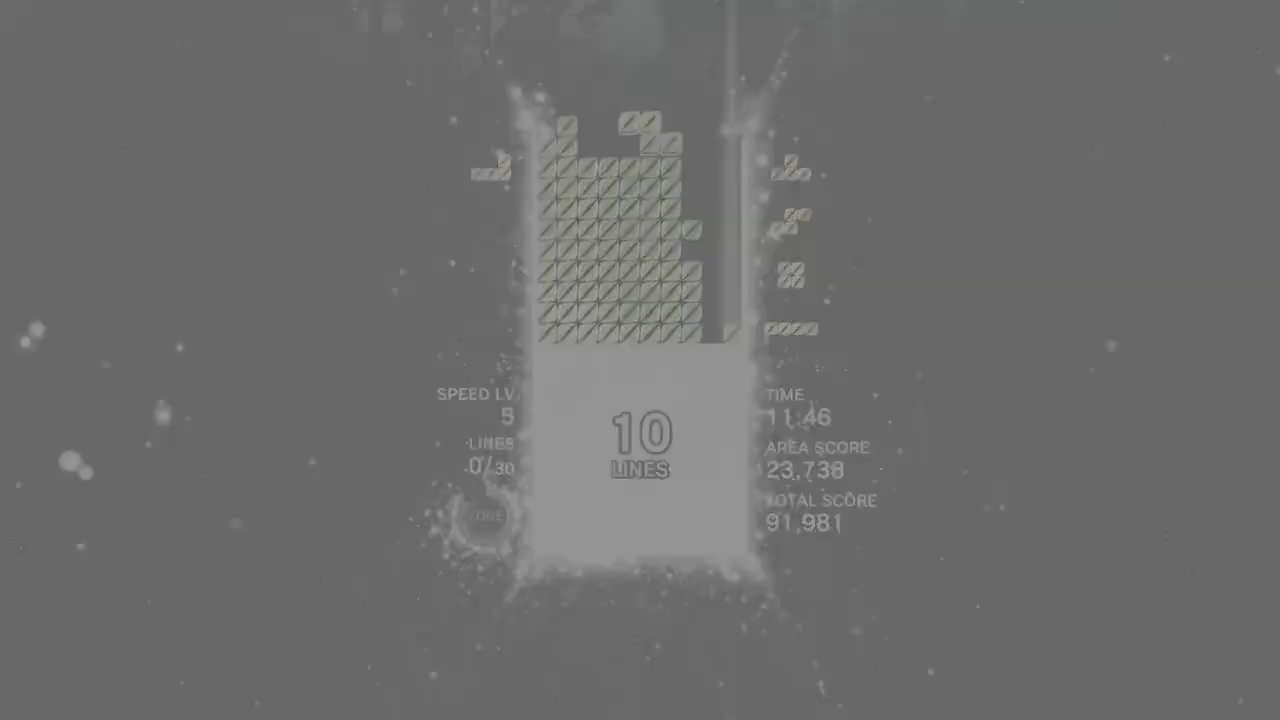 SPEED LV.
5
LINES
0/30
ZONE
10
LINES
TIME
11:46
AREA SCORE
23,738
TOTAL SCORE
91,981